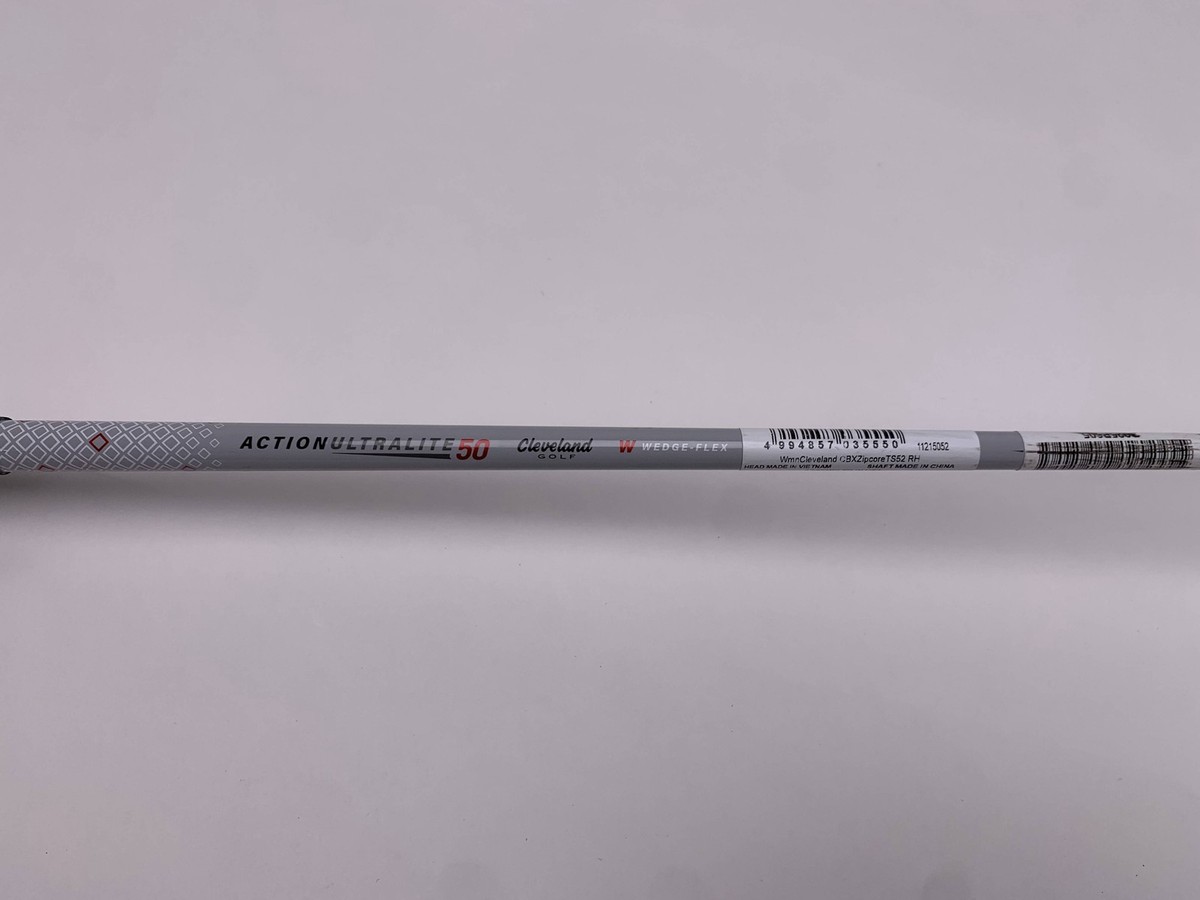 ACTIONULTRALITE50
Cleveland
GOLF
W WEDGE-FLEX
4 994857 035550
11215052
WmnCleveland CBXZipcoreTS52 RH
HEAD MADE IN VIETNAM SHAFT MADE IN CHINA